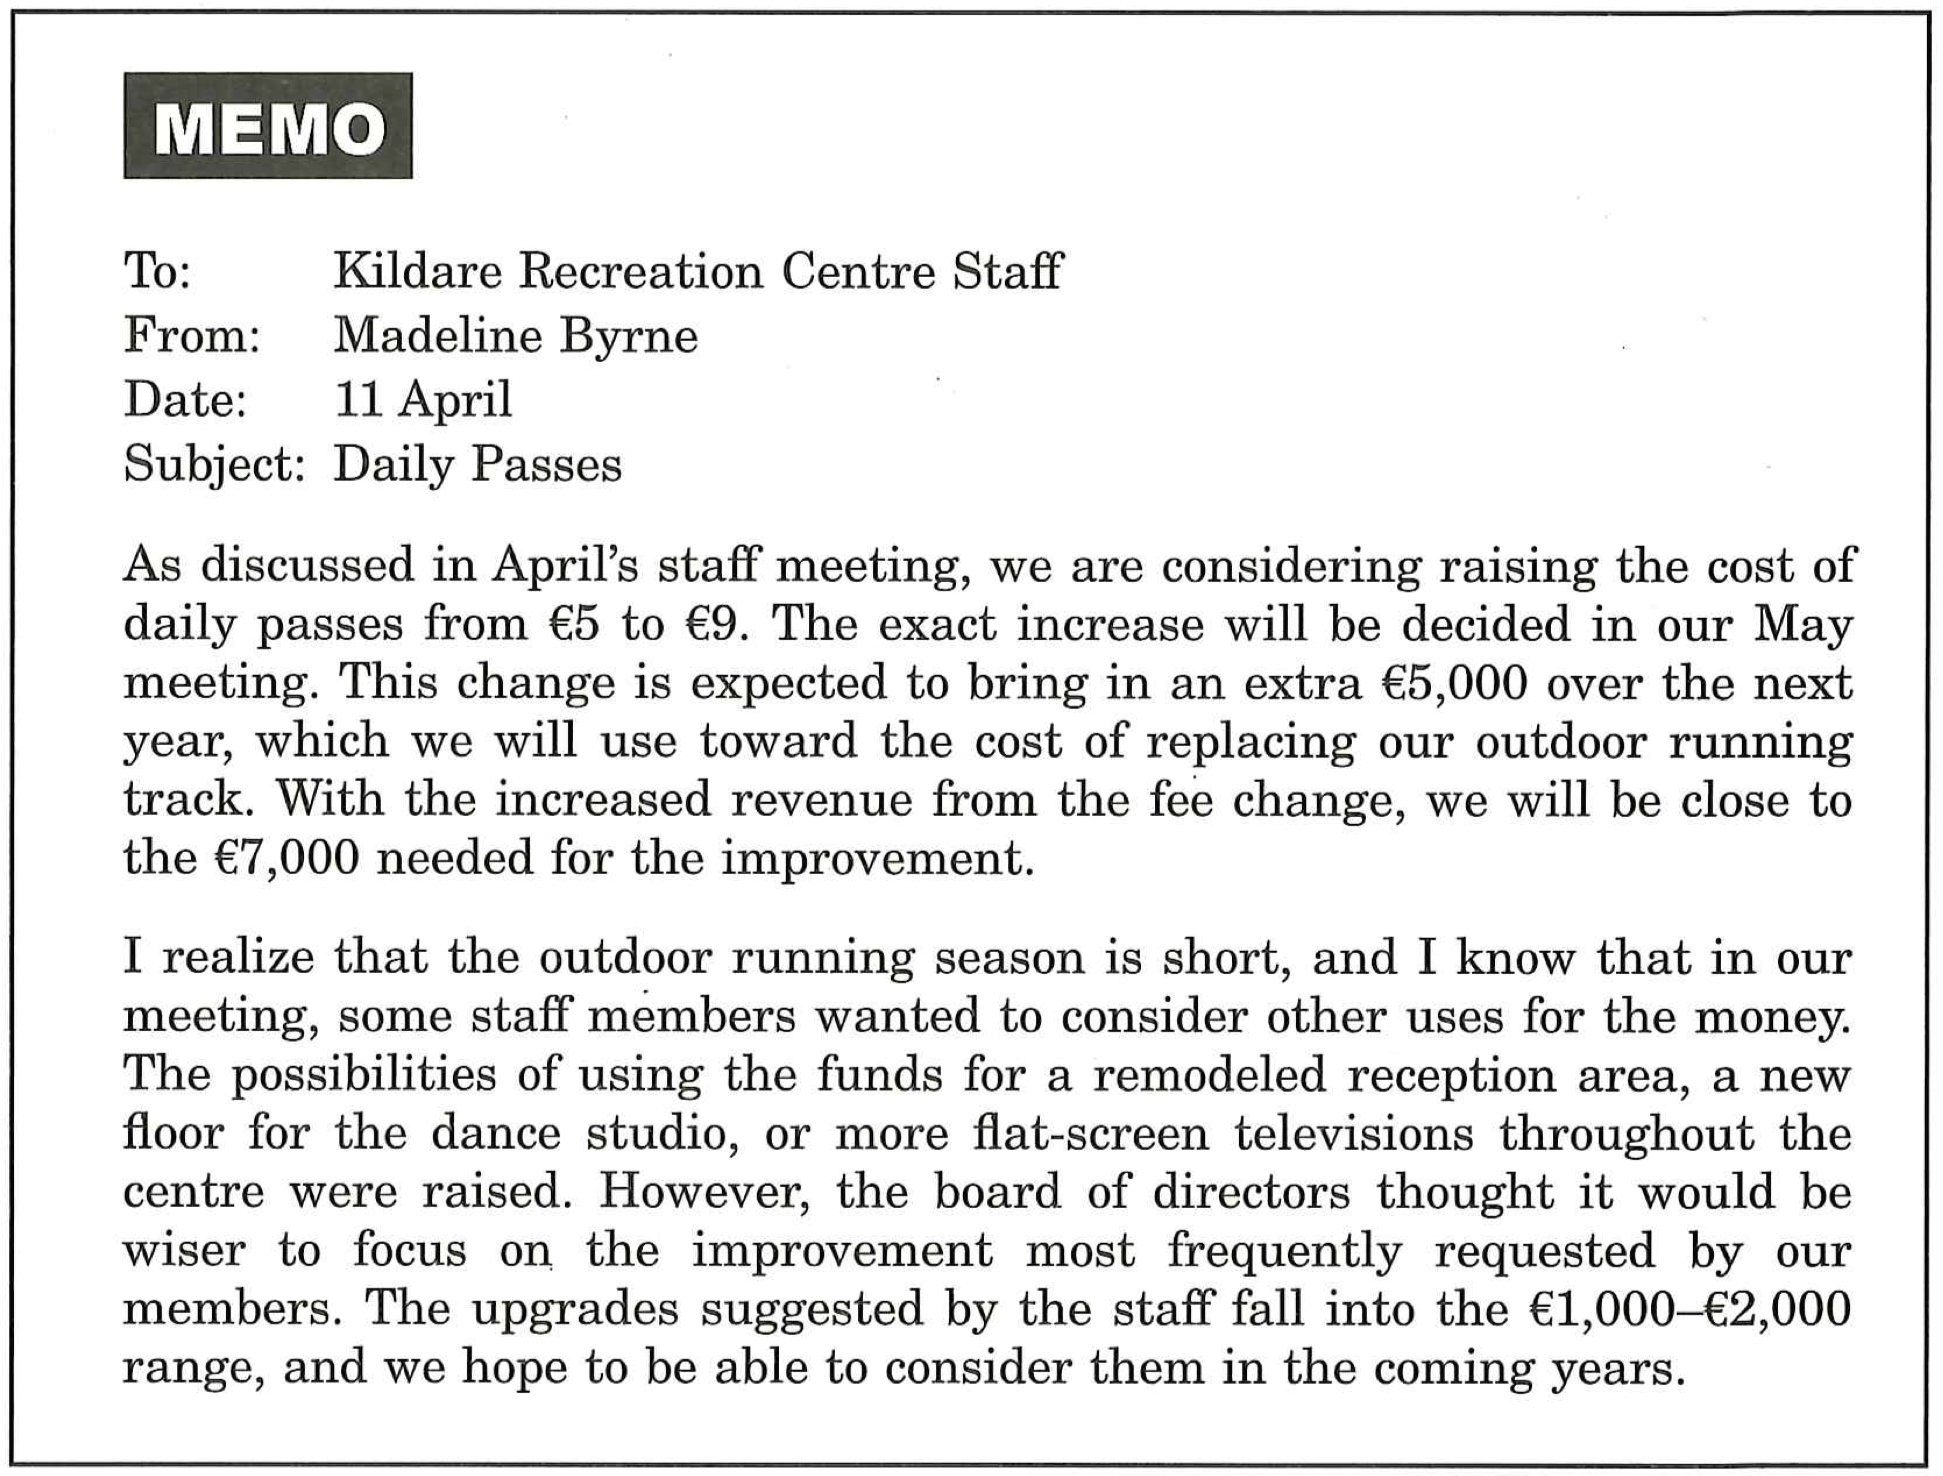 MEMO
To: Kildare Recreation Centre Staff
From: Madeline Byrne
Date: 11 April
Subject: Daily Passes
As discussed in April’s staff meeting, we are considering raising the cost of
daily passes from €5 to €9. The exact increase will be decided in our May
meeting. This change is expected to bring in an extra €5,000 over the next
year, which we will use toward the cost of replacing our outdoor running
track. With the increased revenue from the fee change, we will be close to
the €7,000 needed for the improvement.
I realize that the outdoor running season is short, and I know that in our
meeting, some staff members wanted to consider other uses for the money.
The possibilities of using the funds for a remodeled reception area, a new
floor for the dance studio, or more flat-screen televisions throughout the
centre were raised. However, the board of directors thought it would be
wiser to focus on the improvement most frequently requested by our
members. The upgrades suggested by the staff fall into the €1,000–€2,000
range, and we hope to be able to consider them in the coming years.